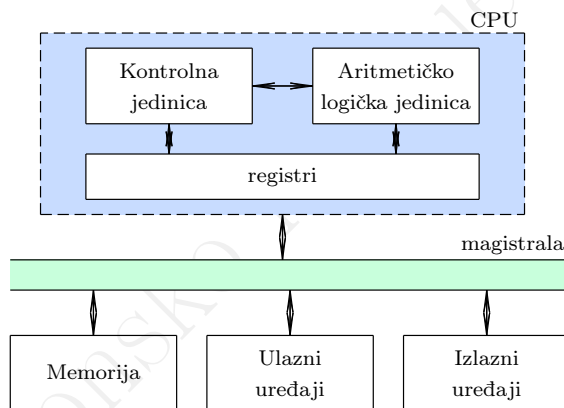 CPU
Kontrolna
jedinica
Aritmetičko
logička jedinica
registri
magistrala
Memorija
Ulazni
uređaji
Izlazni
uređaji